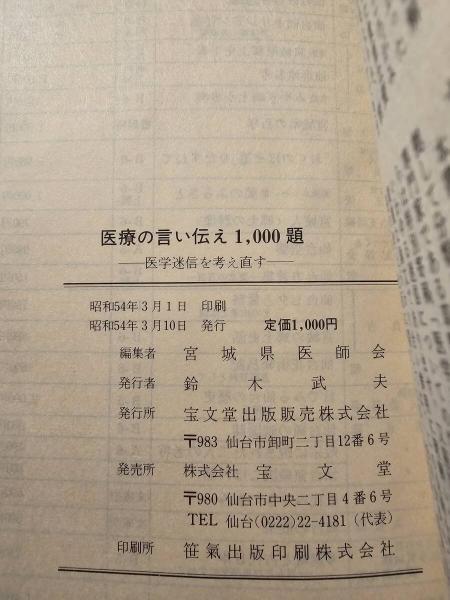 医療の言い伝え1,000題
――医学迷信を考え直す――
昭和54年3月1日 印刷
昭和54年3月10日 発行 定価1,000円
編集者 宮城県医師会
発行者 鈴木武夫
発行所 宝文堂出版販売株式会社
〒983 仙台市卸町二丁目12番6号
発売所 株式会社 宝文堂
〒980 仙台市中央二丁目4番6号
TEL 仙台(0222)22-4181(代表)
印刷所 笹氣出版印刷株式会社